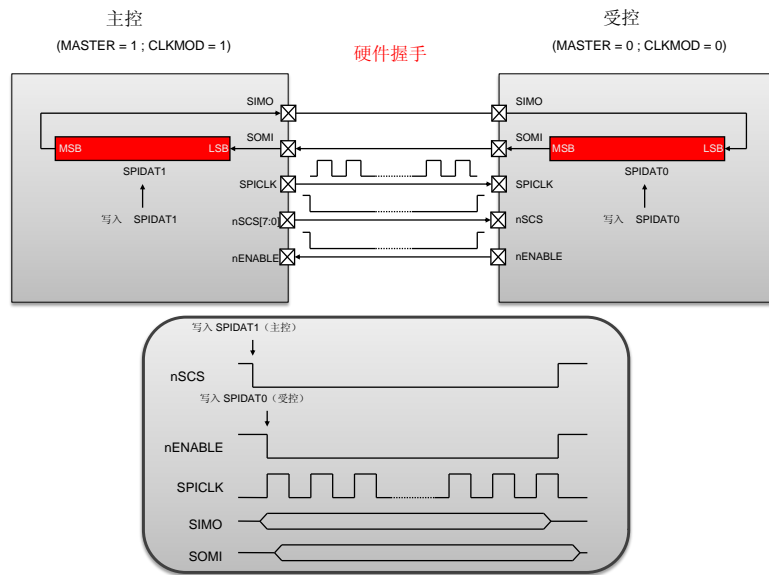 主控
受控
(MASTER = 1 ; CLKMOD = 1)
硬件握手
(MASTER = 0 ; CLKMOD = 0)
SIMO
SIMO
SOMI
SOMI
MSB
LSB
MSB
LSB
SPIDAT1
SPIDAT0
SPICLK
SPICLK
写入 SPIDAT1
nSCS[7:0]
nSCS
写入 SPIDAT0
nENABLE
nENABLE
写入 SPIDAT1（主控）
nSCS
写入 SPIDAT0（受控）
nENABLE
SPICLK
SIMO
SOMI